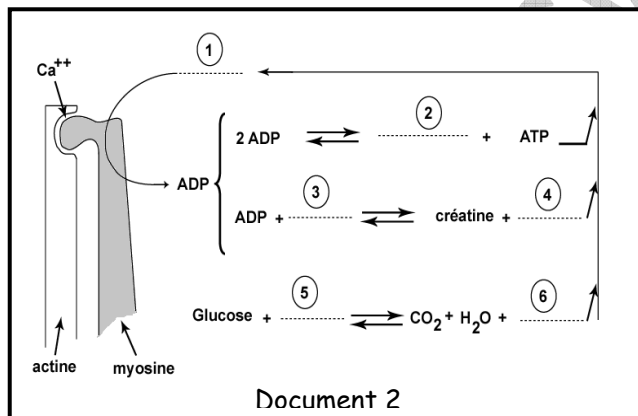 1
Ca++
2
2 ADP + ATP
ADP
3 4
ADP + créatine +
5 6
Glucose + CO2 + H2O +
actine myosine
Document 2